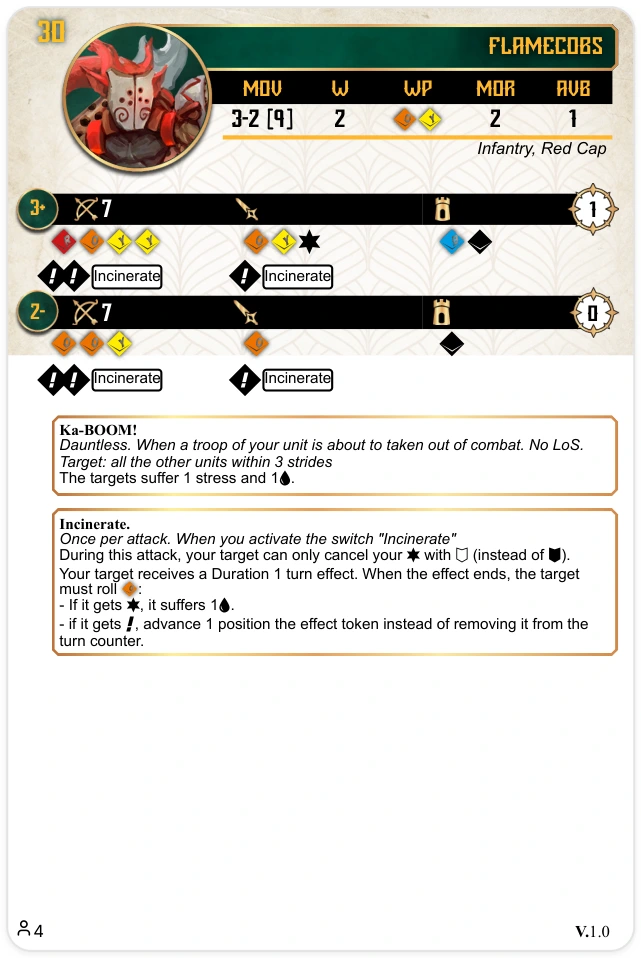 30
FLAMECOBS
MOV W WP MOR AVB
3-2 [9] 2 2 1
Infantry, Red Cap
3+ 7 1
! ! Incinerate ! Incinerate
2- 7 0
! ! Incinerate ! Incinerate
Ka-BOOM!
Dauntless. When a troop of your unit is about to taken out of combat. No LoS.
Target: all the other units within 3 strides
The targets suffer 1 stress and 1.
Incinerate.
Once per attack. When you activate the switch "Incinerate"
During this attack, your target can only cancel your with (instead of ).
Your target receives a Duration 1 turn effect. When the effect ends, the target
must roll :
- If it gets , it suffers 1.
- if it gets !, advance 1 position the effect token instead of removing it from the
turn counter.
4
V.1.0